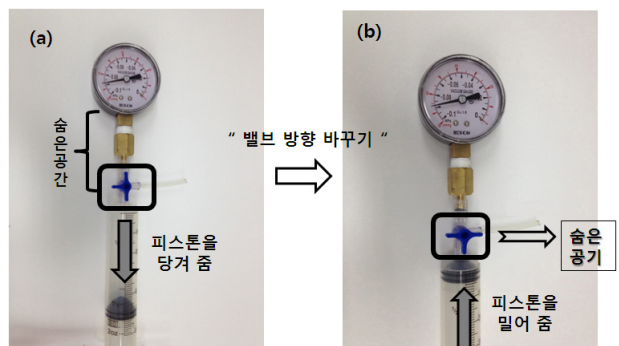 (a)
숨은
공간
피스톤을
당겨 줌
“ 밸브 방향 바꾸기 “
(b)
숨은
공기
피스톤을
밀어 줌